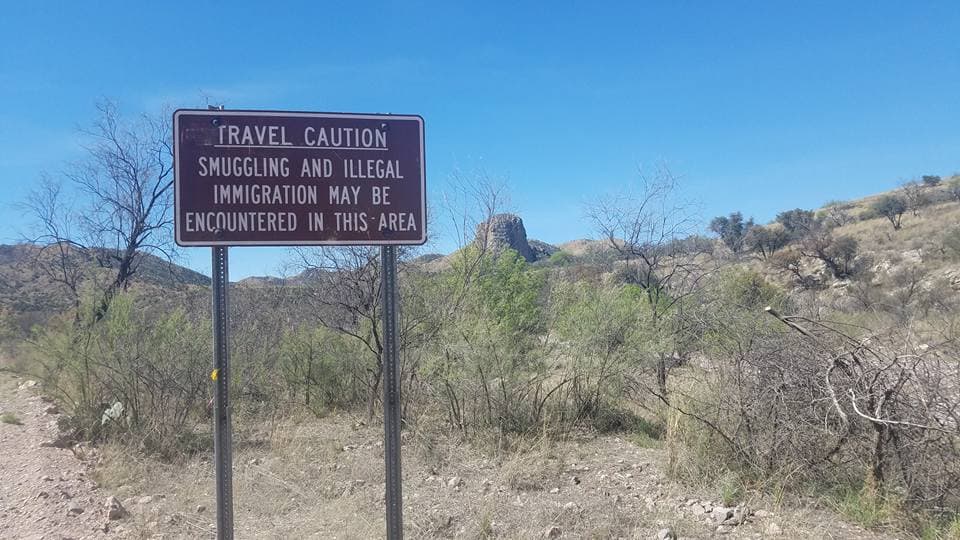 TRAVEL CAUTION
SMUGGLING AND ILLEGAL
IMMIGRATION MAY BE
ENCOUNTERED IN THIS AREA